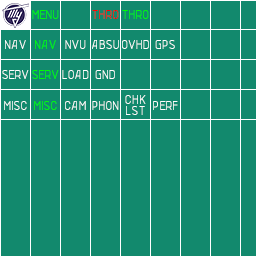 MENU THRO THRO
NAV NAV NVU ABSU OVHD GPS
SERV SERV LOAD GND
MISC MISC CAM PHON CHK LST PERF